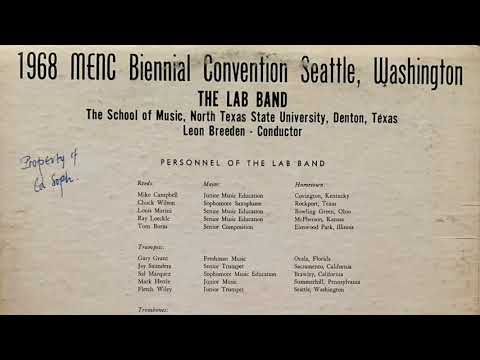 1968 MENC Biennial Convention Seattle, Washington
THE LAB BAND
The School of Music, North Texas State University, Denton, Texas
Leon Breeden - Conductor
Property of
Ed Soph
PERSONNEL OF THE LAB BAND
Reeds: Major: Hometown:
Mike Campbell Junior Music Education Covington, Kentucky
Chuck Wilson Sophomore Saxophone Rockport, Texas
Louis Marini Senior Music Education Bowling Green, Ohio
Ray Loeckle Senior Music Education McPherson, Kansas
Tom Boras Senior Composition Elmwood Park, Illinois
Trumpets:
Gary Grant Freshman Music Ocala, Florida
Jay Saunders Senior Trumpet Sacramento, California
Sal Marquez Sophomore Music Education Brawley, California
Mark Junior Music Summerhill, Pennsylvania
Fletch Wiley Junior Trumpet Seattle, Washington
Trombones: